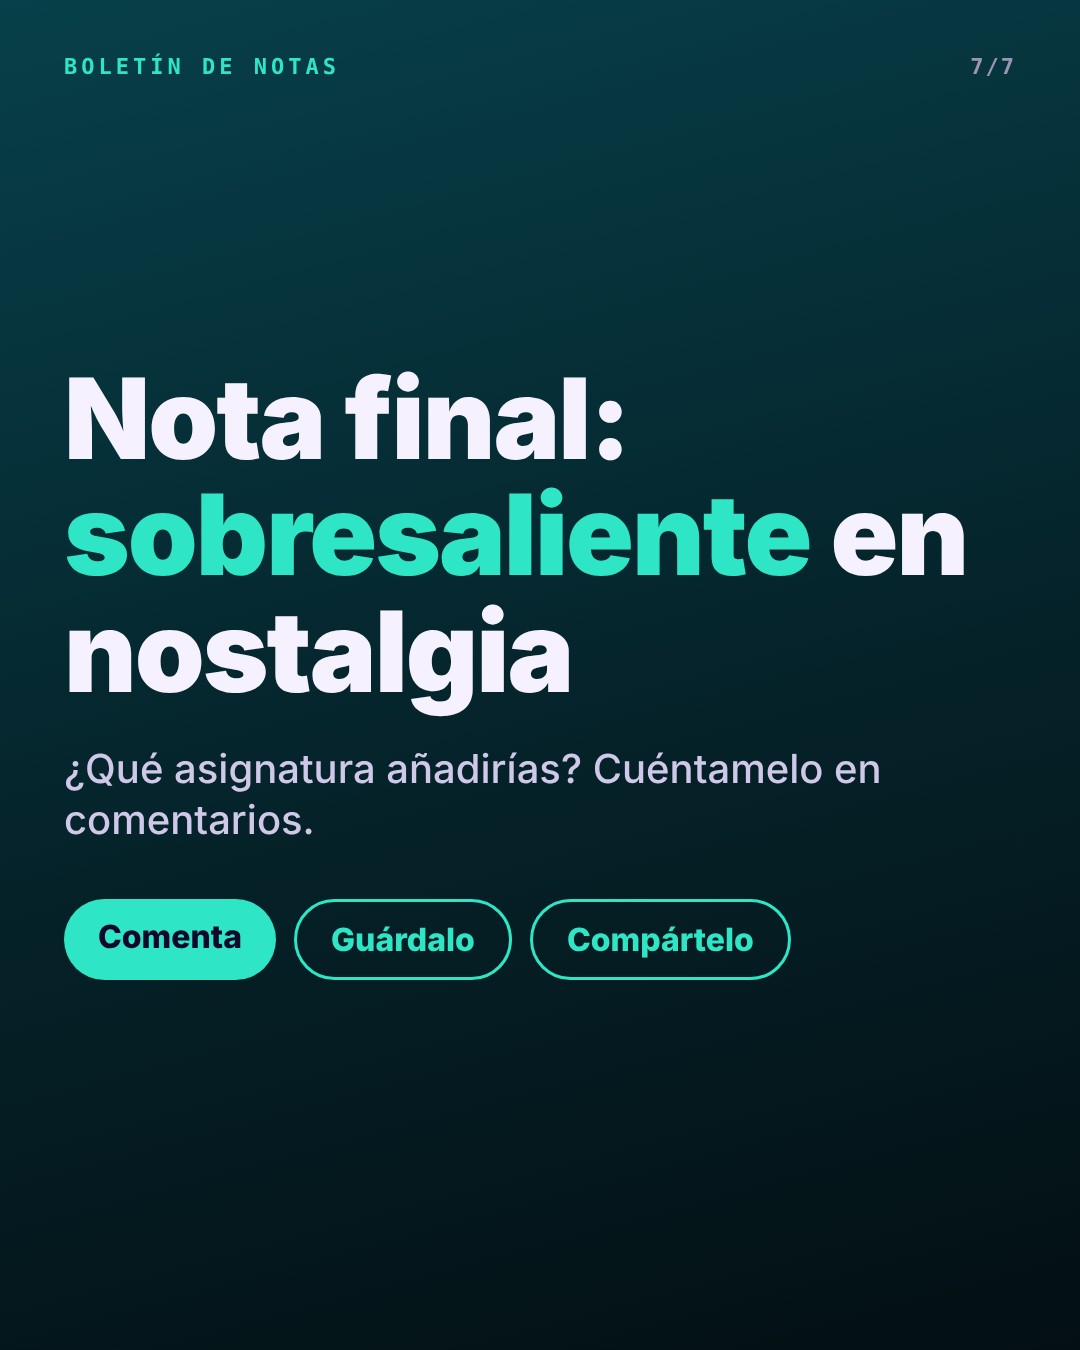 BOLETÍN DE NOTAS
7/7
Nota final:
sobresaliente en
nostalgia
¿Qué asignatura añadirías? Cuéntamelo en
comentarios.
Comenta
Guárdalo
Compártelo